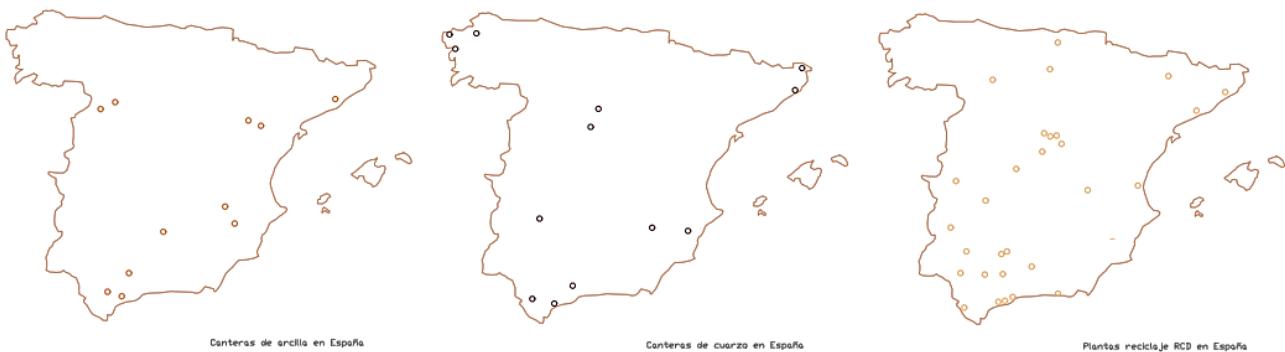 Canteras de arcilla en España
Canteras de cuarzo en España
Plantas reciclaje RCD en España